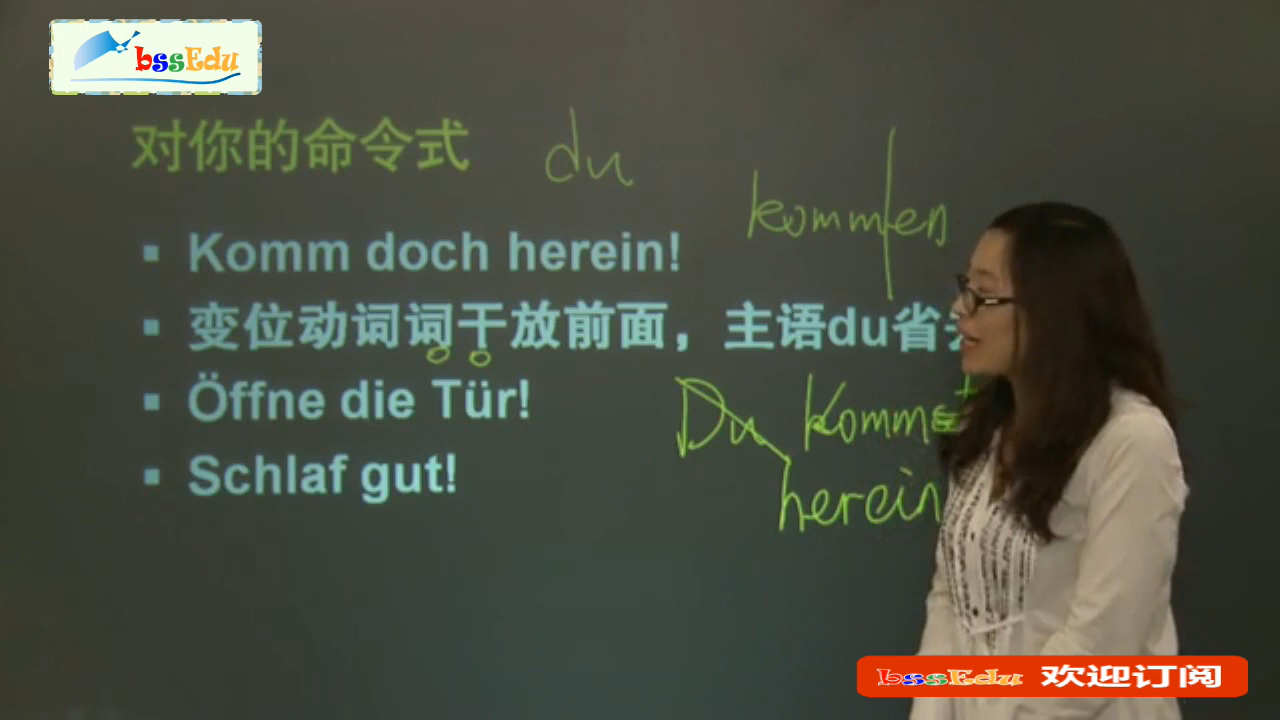 bssEdu
对你的命令式 du
kommen
Komm doch herein!
变位动词词干放前面，主语du省
Öffne die Tür!
Du Kommst
Schlaf gut!
herein
bssEdu 欢迎订阅